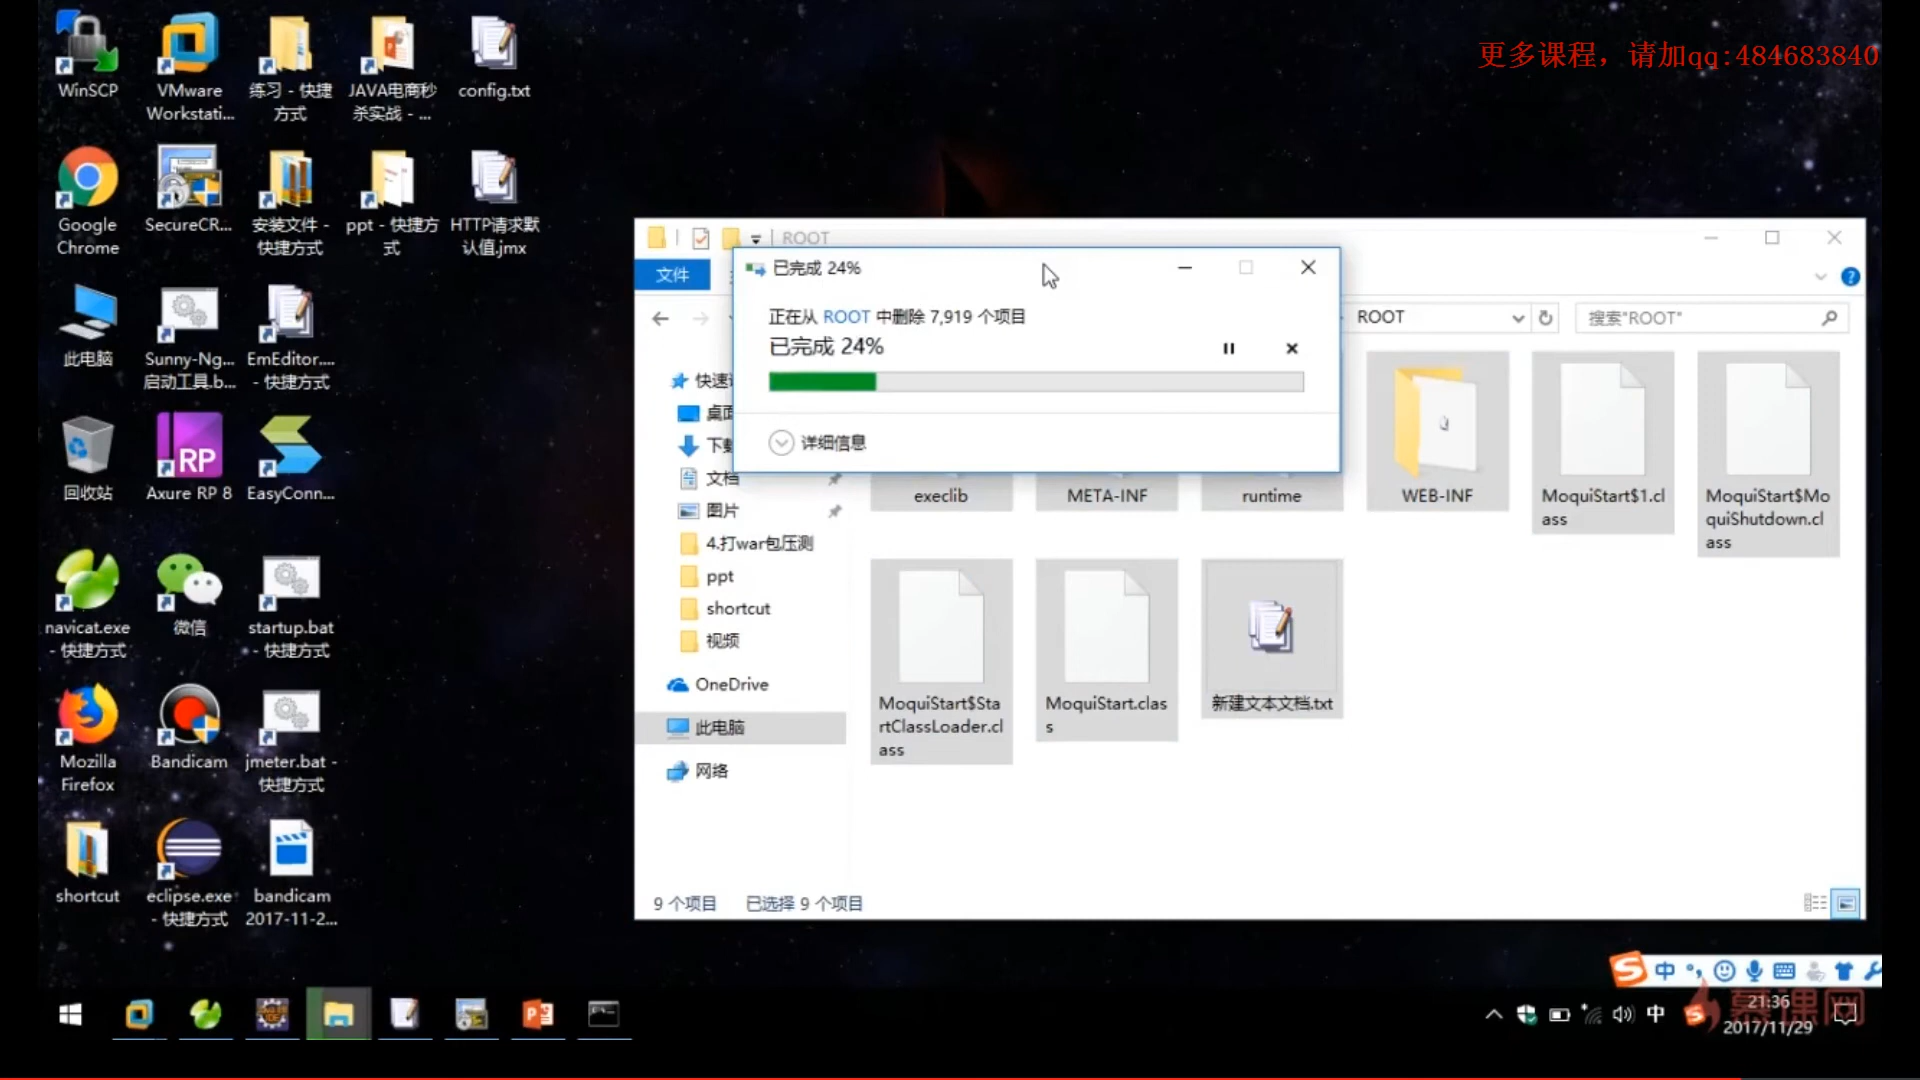 更多课程，请加qq:484683840
WinSCP
VMware
Workstati...
练习 - 快捷
方式
JAVA电商秒
杀实战 - ...
config.txt
Google
Chrome
SecureCR...
安装文件 -
快捷方式
ppt - 快捷方
式
HTTP请求默
认值.jmx
此电脑
Sunny-Ng...
启动工具.b...
EmEditor....
- 快捷方式
回收站
RP
Axure RP 8
EasyConn...
navicat.exe
- 快捷方式
微信
startup.bat
- 快捷方式
Mozilla
Firefox
Bandicam
jmeter.bat -
快捷方式
shortcut
eclipse.exe
- 快捷方式
bandicam
2017-11-2...
ROOT
文件
已完成 24%
正在从 ROOT 中删除 7,919 个项目
已完成 24%
详细信息
ROOT
搜索"ROOT"
快速
桌面
下载
文档
图片
4.打war包压测
ppt
shortcut
视频
OneDrive
此电脑
网络
execlib
META-INF
runtime
WEB-INF
MoquiStart$1.cl
ass
MoquiStart$Mo
quiShutdown.cl
ass
MoquiStart$Sta
rtClassLoader.cl
ass
MoquiStart.clas
s
新建文本文档.txt
9 个项目
已选择 9 个项目
中
中
慕课网
21:36
2017/11/29